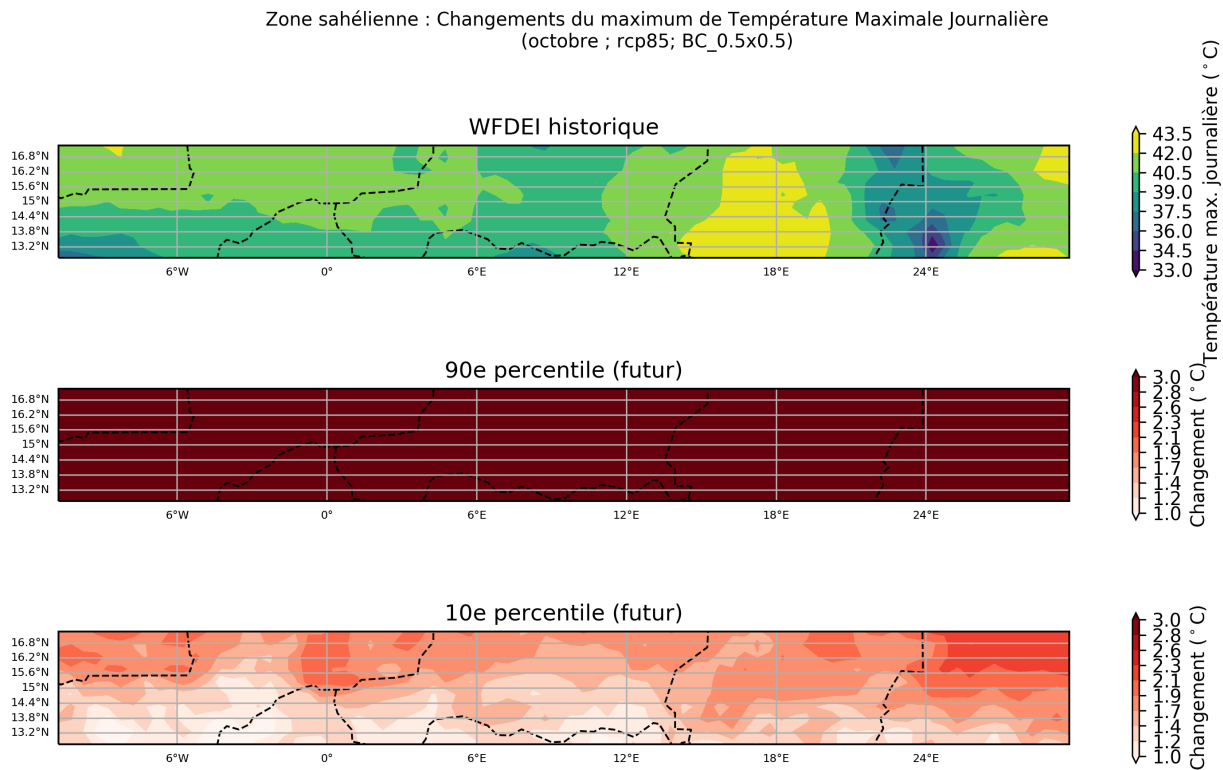 Zone sahélienne : Changements du maximum de Température Maximale Journalière
(octobre ; rcp85; BC_0.5x0.5)
WFDEI historique
16.8°N
16.2°N
15.6°N
15°N
14.4°N
13.8°N
13.2°N
6°W
0°
6°E
12°E
18°E
24°E
43.5
42.0
40.5
39.0
37.5
36.0
34.5
33.0
Température max. journalière (°C)
90e percentile (futur)
16.8°N
16.2°N
15.6°N
15°N
14.4°N
13.8°N
13.2°N
6°W
0°
6°E
12°E
18°E
24°E
3.0
2.8
2.6
2.3
2.1
1.9
1.7
1.4
1.2
1.0
Changement (°C)
10e percentile (futur)
16.8°N
16.2°N
15.6°N
15°N
14.4°N
13.8°N
13.2°N
6°W
0°
6°E
12°E
18°E
24°E
3.0
2.8
2.6
2.3
2.1
1.9
1.7
1.4
1.2
1.0
Changement (°C)